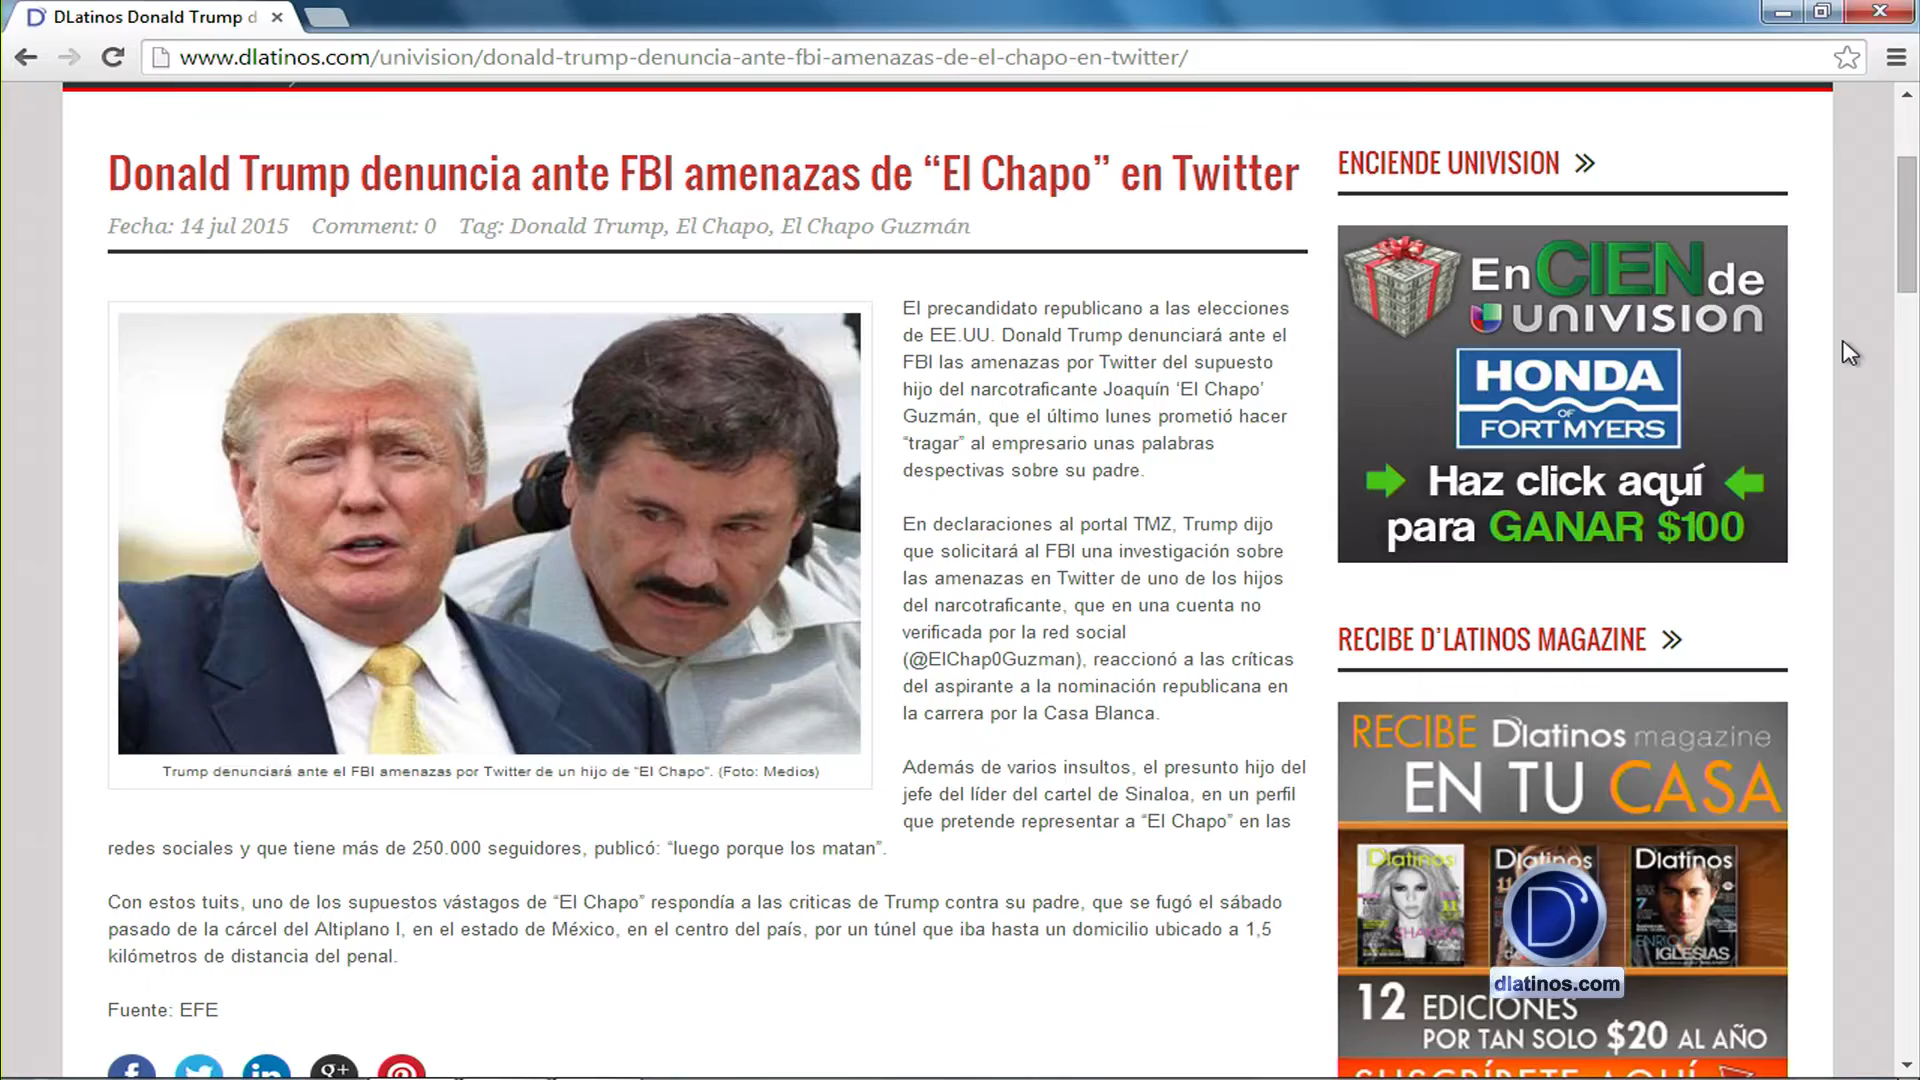 DLatinos Donald Trump d
www.dlatinos.com/univision/donald-trump-denuncia-ante-fbi-amenazas-de-el-chapo-en-twitter/
Donald Trump denuncia ante FBI amenazas de “El Chapo” en Twitter
Fecha: 14 jul 2015 Comment: 0 Tag: Donald Trump, El Chapo, El Chapo Guzmán
El precandidato republicano a las elecciones
de EE.UU. Donald Trump denunciará ante el
FBI las amenazas por Twitter del supuesto
hijo del narcotraficante Joaquín ‘El Chapo’
Guzmán, que el último lunes prometió hacer
“tragar” al empresario unas palabras
despectivas sobre su padre.
En declaraciones al portal TMZ, Trump dijo
que solicitará al FBI una investigación sobre
las amenazas en Twitter de uno de los hijos
del narcotraficante, que en una cuenta no
verificada por la red social
(@ElChap0Guzman), reaccionó a las críticas
del aspirante a la nominación republicana en
la carrera por la Casa Blanca.
Trump denunciará ante el FBI amenazas por Twitter de un hijo de “El Chapo”. (Foto: Medios)
Además de varios insultos, el presunto hijo del
jefe del líder del cartel de Sinaloa, en un perfil
que pretende representar a “El Chapo” en las
redes sociales y que tiene más de 250.000 seguidores, publicó: “luego porque los matan”.
Con estos tuits, uno de los supuestos vástagos de “El Chapo” respondía a las criticas de Trump contra su padre, que se fugó el sábado
pasado de la cárcel del Altiplano I, en el estado de México, en el centro del país, por un túnel que iba hasta un domicilio ubicado a 1,5
kilómetros de distancia del penal.
Fuente: EFE
ENCIENDE UNIVISION
EnCIENde
UNIVISION
HONDA
OF
FORT MYERS
Haz click aquí
para GANAR $100
RECIBE D’LATINOS MAGAZINE
RECIBE Dlatinos magazine
EN TU CASA
Dlatinos
Dlatinos
Dlatinos
11
SHAKIRA
7
ENRIQUE
IGLESIAS
D
dlatinos.com
12 EDICIONES
POR TAN SOLO $20 AL AÑO
SUSCRÍBETE AQUÍ